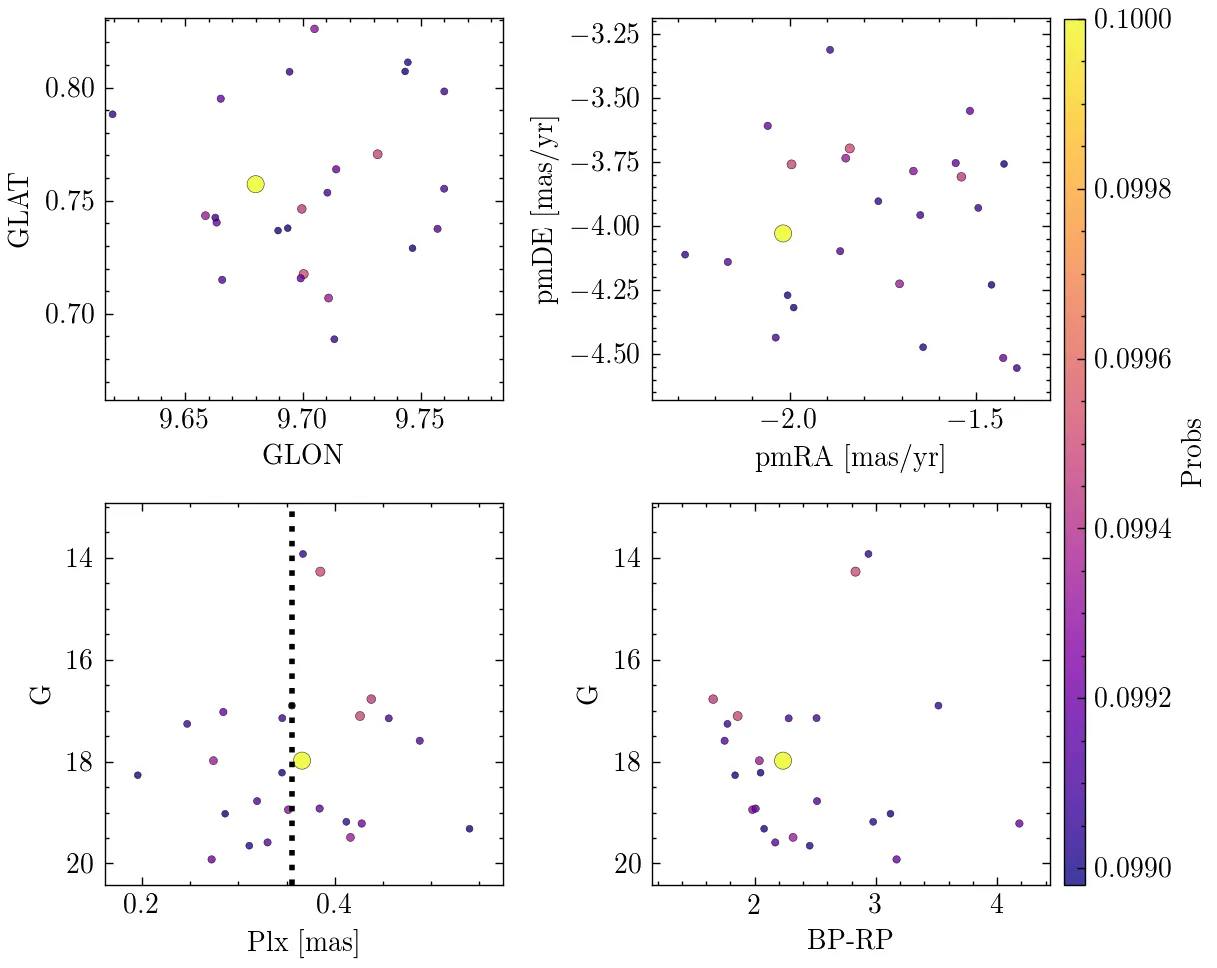 0.80
0.75
0.70
GLAT
9.65 9.70 9.75
GLON
−3.25
−3.50
−3.75
−4.00
−4.25
−4.50
pmDE [mas/yr]
−2.0 −1.5
pmRA [mas/yr]
14
16
18
20
G
0.2 0.4
Plx [mas]
14
16
18
20
G
2 3 4
BP-RP
0.1000
0.0998
0.0996
0.0994
0.0992
0.0990
Probs